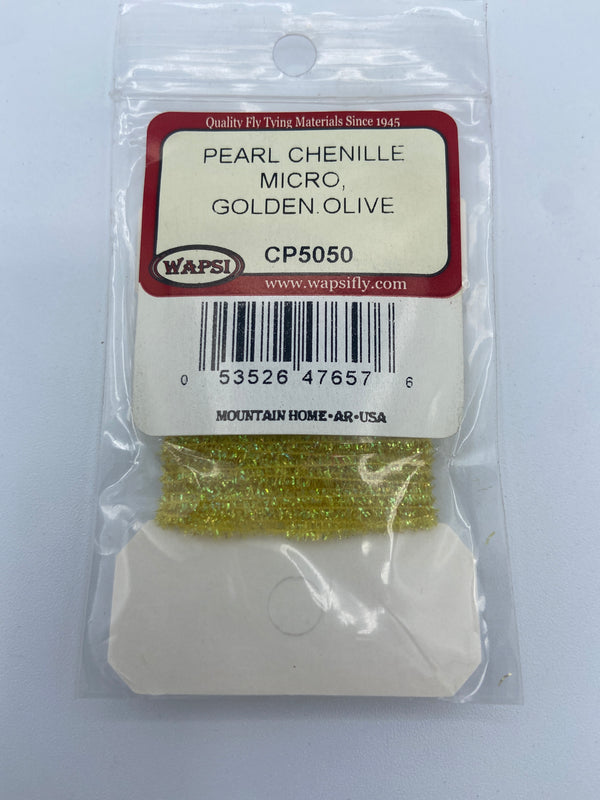 Quality Fly Tying Materials Since 1945
PEARL CHENILLE
MICRO,
GOLDEN.OLIVE
WAPSI
CP5050
www.wapsifly.com
0 53526 47657 6
MOUNTAIN HOME•AR•USA